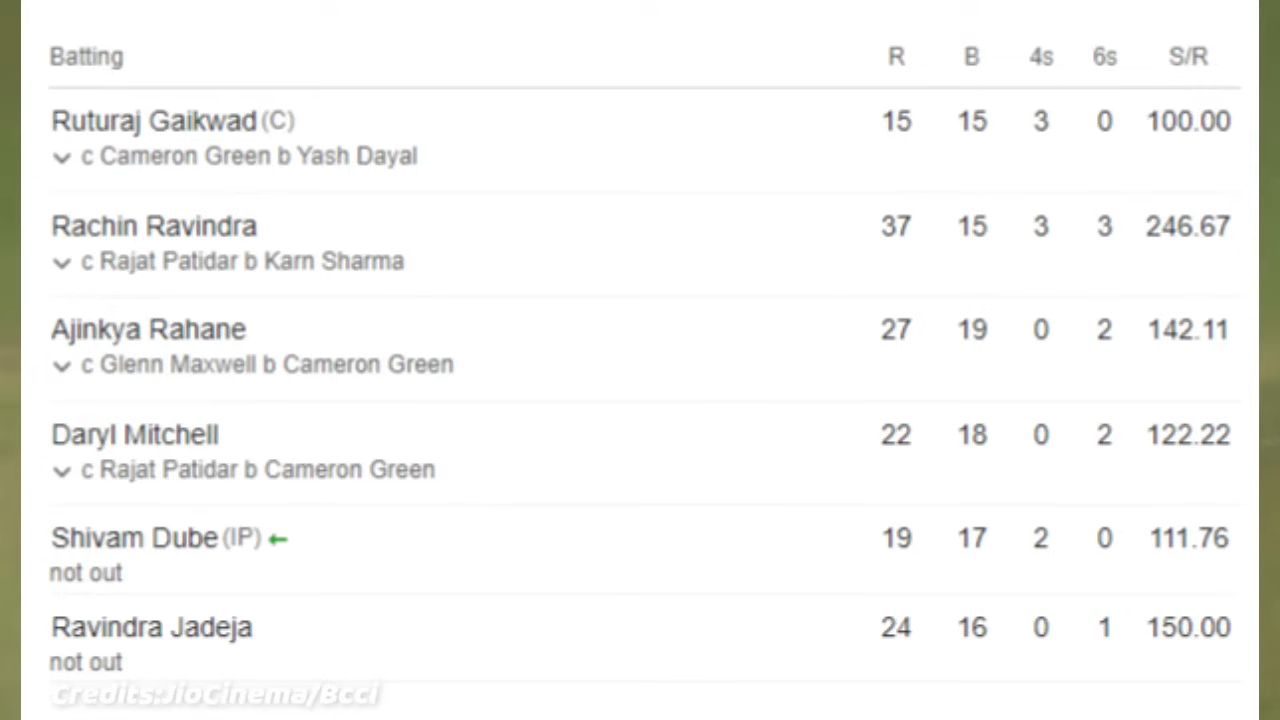 Batting R B 4s 6s S/R
Ruturaj Gaikwad (C) 15 15 3 0 100.00
c Cameron Green b Yash Dayal
Rachin Ravindra 37 15 3 3 246.67
c Rajat Patidar b Karn Sharma
Ajinkya Rahane 27 19 0 2 142.11
c Glenn Maxwell b Cameron Green
Daryl Mitchell 22 18 0 2 122.22
c Rajat Patidar b Cameron Green
Shivam Dube (IP) 19 17 2 0 111.76
not out
Ravindra Jadeja 24 16 0 1 150.00
not out
Credits:JioCinema/Bcci